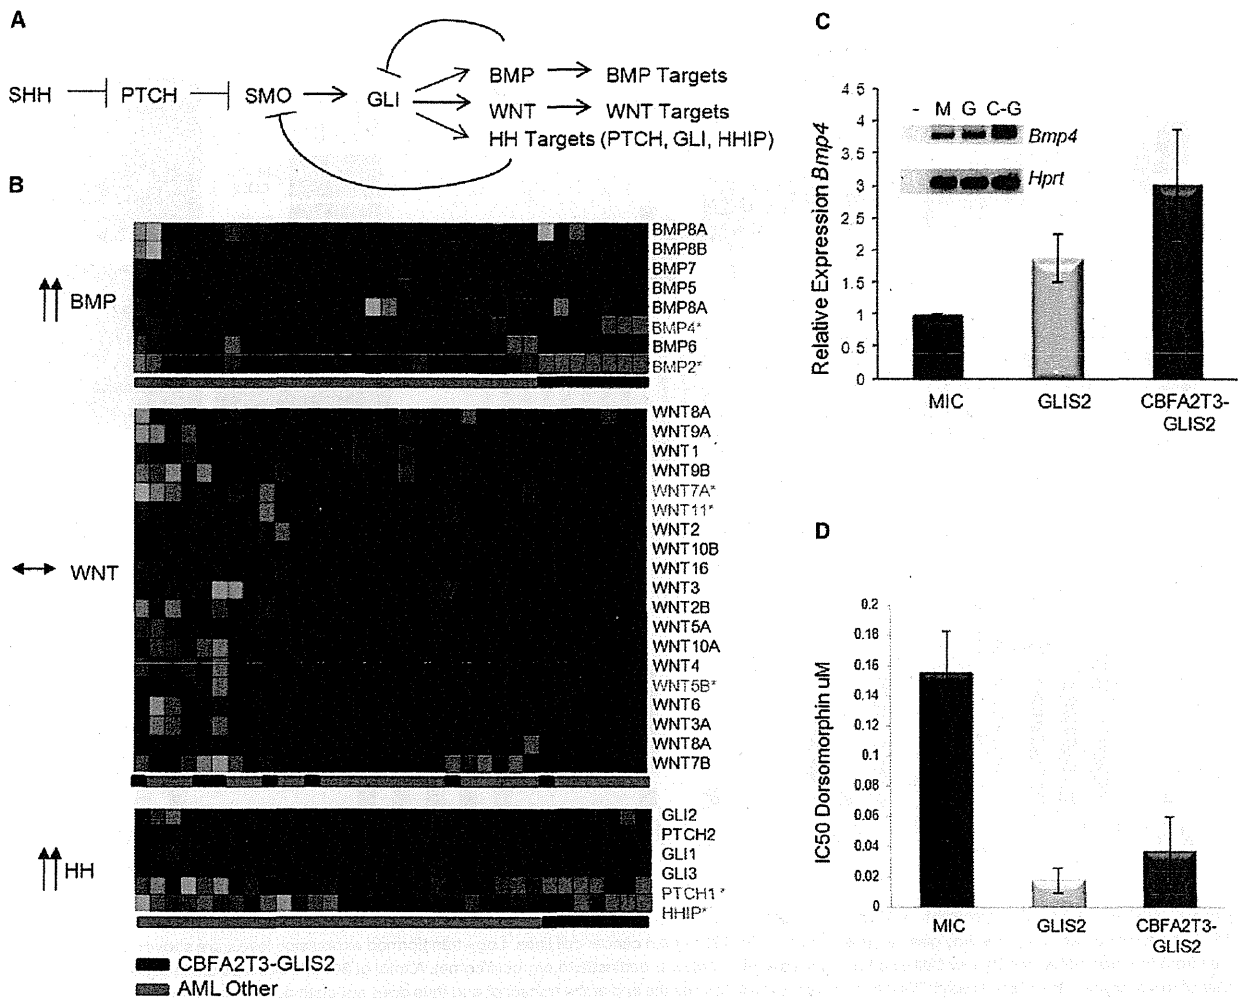 A
SHH PTCH SMO GLI BMP BMP Targets
WNT WNT Targets
HH Targets (PTCH, GLI, HHIP)
B
BMP
BMP8A
BMP8B
BMP7
BMP5
BMP8A
BMP4*
BMP6
BMP2*
WNT
WNT8A
WNT9A
WNT1
WNT9B
WNT7A*
WNT11*
WNT2
WNT10B
WNT16
WNT3
WNT2B
WNT5A
WNT10A
WNT4
WNT5B*
WNT6
WNT3A
WNT8A
WNT7B
HH
GLI2
PTCH2
GLI1
GLI3
PTCH1*
HHIP*
CBFA2T3-GLIS2
AML Other
C
Relative Expression Bmp4
4 5
4
3.5
3
2.5
2
1.5
1
0 5
0
- M G C-G
Bmp4
Hprt
MIC
GLIS2
CBFA2T3-
GLIS2
D
IC50 Dorsomorphin uM
0.2
0.18
0.16
0.14
0.12
0.1
0.08
0.06
0.04
0.02
0
MIC
GLIS2
CBFA2T3-
GLIS2